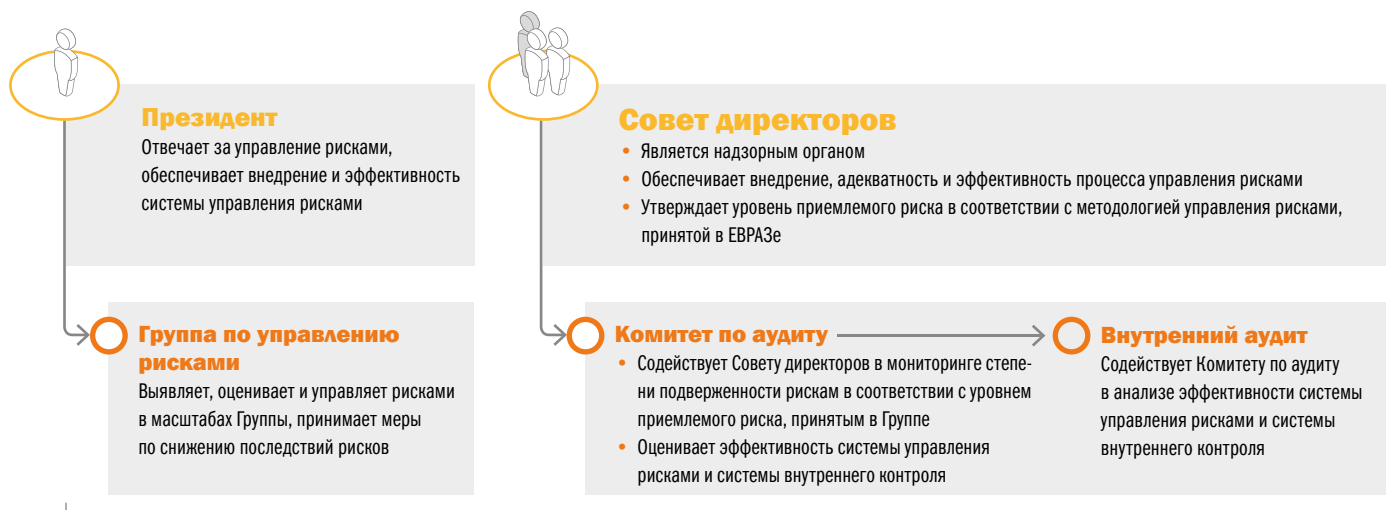 Президент
Отвечает за управление рисками,
обеспечивает внедрение и эффективность
системы управления рисками
Совет директоров
• Является надзорным органом
• Обеспечивает внедрение, адекватность и эффективность процесса управления рисками
• Утверждает уровень приемлемого риска в соответствии с методологией управления рисками,
принятой в ЕВРАЗе
Группа по управлению
рисками
Выявляет, оценивает и управляет рисками
в масштабах Группы, принимает меры
по снижению последствий рисков
Комитет по аудиту
• Содействует Совету директоров в мониторинге степе-
ни подверженности рискам в соответствии с уровнем
приемлемого риска, принятым в Группе
• Оценивает эффективность системы управления
рисками и системы внутреннего контроля
Внутренний аудит
Содействует Комитету по аудиту
в анализе эффективности системы
управления рисками и системы
внутреннего контроля